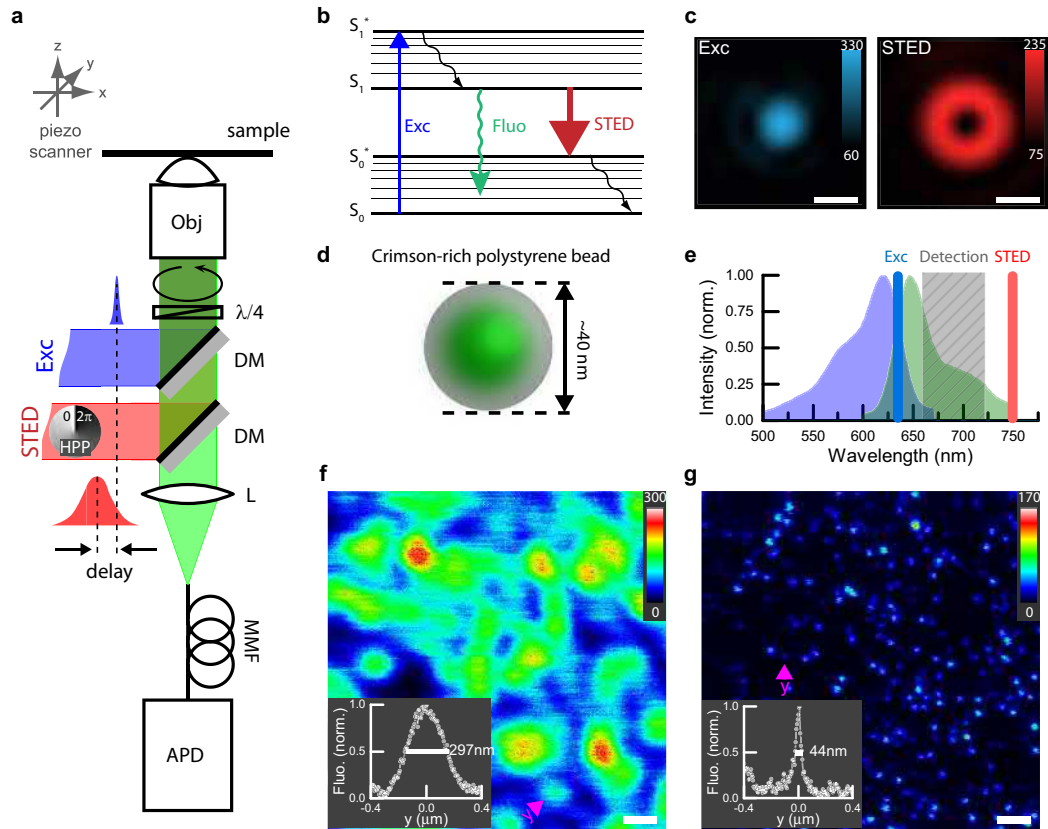 a
z
y
x
piezo
scanner
sample
Obj
λ/4
Exc
DM
STED
0 2π
HPP
DM
L
delay
MMF
APD
b
S1*
S1
Exc
Fluo
STED
S0*
S0
c
Exc
330
60
STED
235
75
d
Crimson-rich polystyrene bead
~40 nm
e
Exc Detection STED
Intensity (norm.)
1.00
0.75
0.50
0.25
0.00
500 550 600 650 700 750
Wavelength (nm)
f
300
0
Fluo. (norm.)
1.0
0.5
0.0
297nm
-0.4 0.0 0.4
y (μm)
y
g
170
0
y
Fluo. (norm.)
1.0
0.5
0.0
44nm
-0.4 0.0 0.4
y (μm)